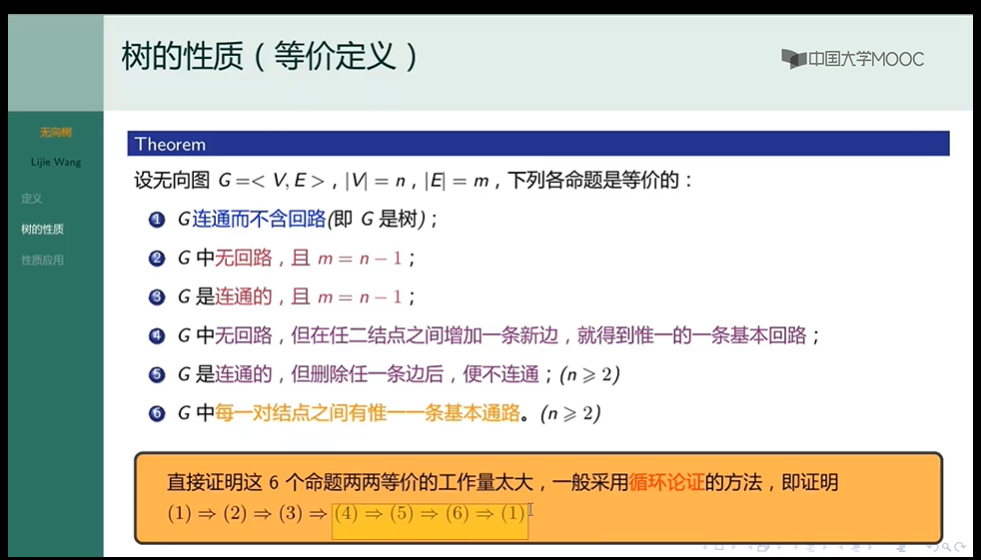 树的性质（等价定义）
中国大学MOOC
无向树
Lijie Wang
定义
树的性质
性质应用
Theorem
设无向图 G =< V, E >，|V| = n，|E| = m，下列各命题是等价的：
1 G连通而不含回路(即 G 是树)；
2 G 中无回路，且 m = n − 1；
3 G 是连通的，且 m = n − 1；
4 G 中无回路，但在任二结点之间增加一条新边，就得到惟一的一条基本回路；
5 G 是连通的，但删除任一条边后，便不连通；(n ⩾ 2)
6 G 中每一对结点之间有惟一一条基本通路。(n ⩾ 2)
直接证明这 6 个命题两两等价的工作量太大，一般采用循环论证的方法，即证明
(1) ⇒ (2) ⇒ (3) ⇒ (4) ⇒ (5) ⇒ (6) ⇒ (1)